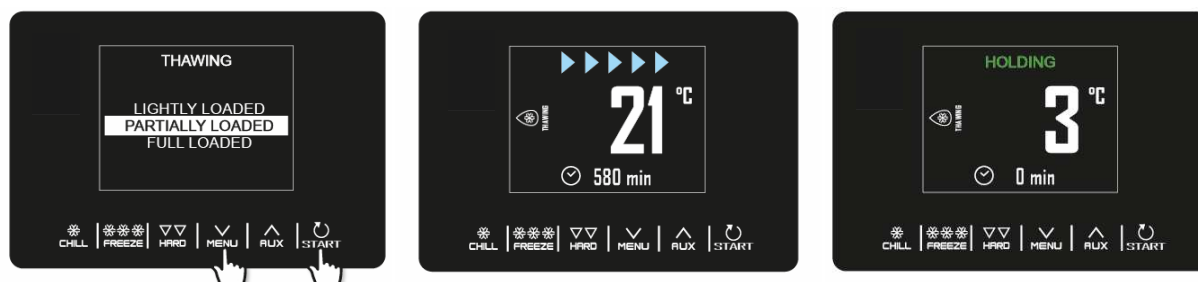 THAWING
LIGHTLY LOADED
PARTIALLY LOADED
FULL LOADED
CHILL FREEZE HARD MENU AUX START
21 °C
THAWING
580 min
CHILL FREEZE HARD MENU AUX START
HOLDING
3 °C
THAWING
0 min
CHILL FREEZE HARD MENU AUX START